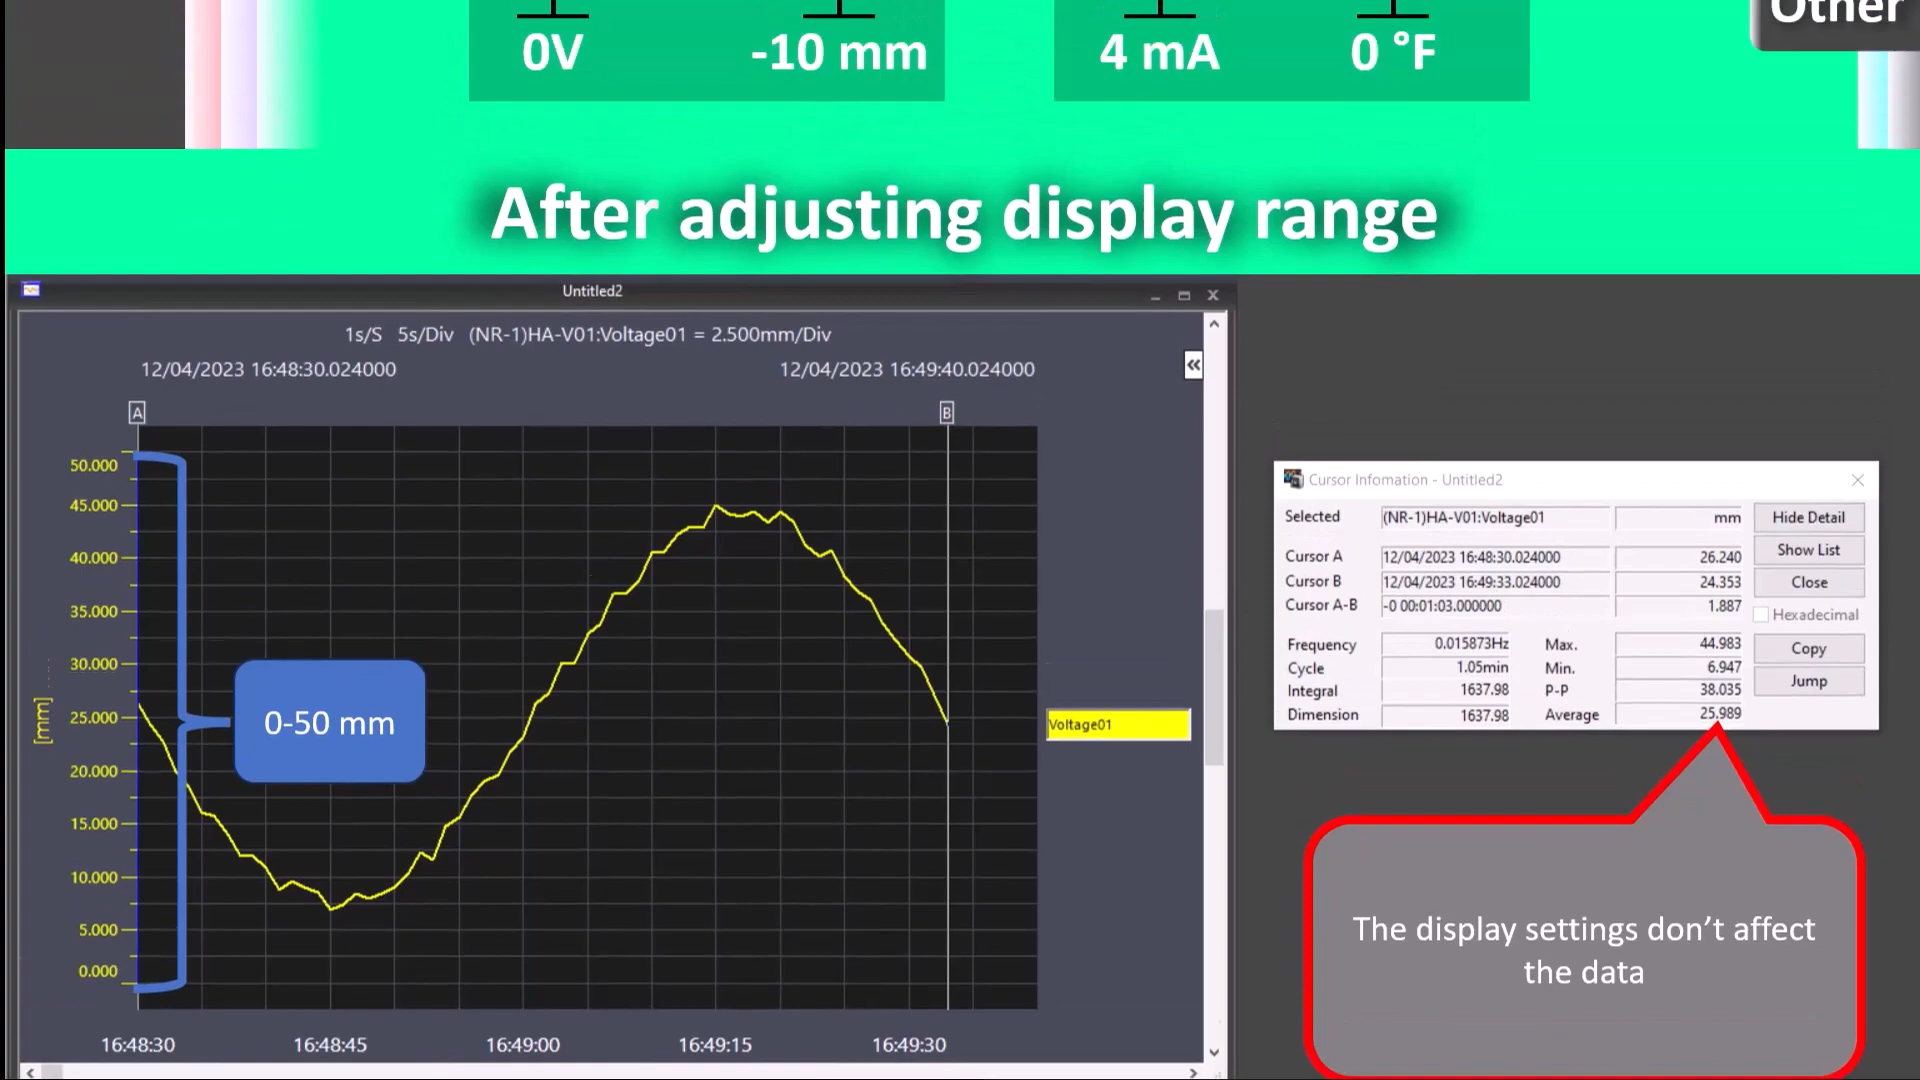 Other
0V
-10 mm
4 mA
0 °F
After adjusting display range
Untitled2
1s/S 5s/Div (NR-1)HA-V01:Voltage01 = 2.500mm/Div
12/04/2023 16:48:30.024000
12/04/2023 16:49:40.024000
A
B
50.000
45.000
40.000
35.000
30.000
25.000
20.000
15.000
10.000
5.000
0.000
[mm]
0-50 mm
Voltage01
16:48:30
16:48:45
16:49:00
16:49:15
16:49:30
Cursor Infomation - Untitled2
Selected (NR-1)HA-V01:Voltage01 mm Hide Detail
Show List
Cursor A 12/04/2023 16:48:30.024000 26.240
Cursor B 12/04/2023 16:49:33.024000 24.353 Close
Cursor A-B -0 00:01:03.000000 1.887
Hexadecimal
Frequency 0.015873Hz Max. 44.983 Copy
Cycle 1.05min Min. 6.947
Integral 1637.98 P-P 38.035 Jump
Dimension 1637.98 Average 25.989
The display settings don’t affect
the data